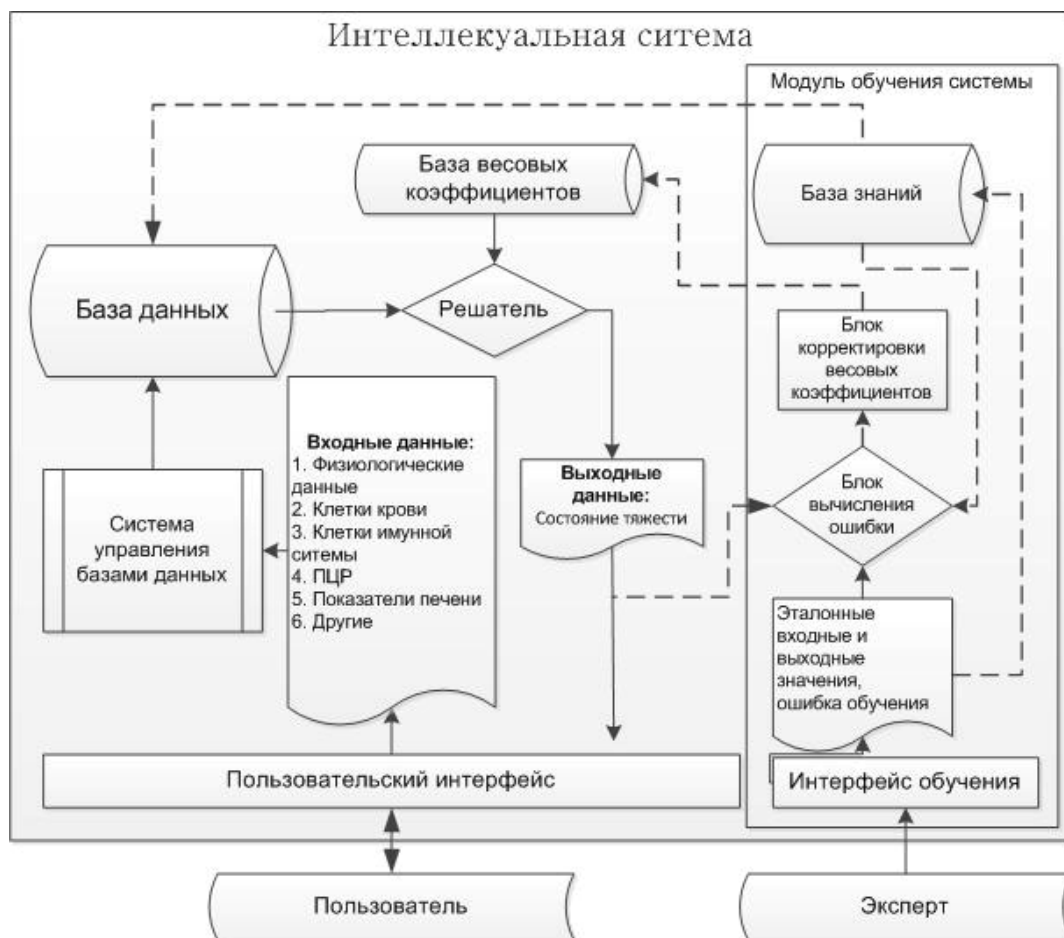 Интеллекуальная ситема
Модуль обучения системы
База весовых
коэффициентов
База знаний
База данных
Решатель
Блок
корректировки
весовых
коэффициентов
Входные данные:
1. Физиологические
данные
2. Клетки крови
3. Клетки имунной
ситемы
4. ПЦР
5. Показатели печени
6. Другие
Выходные
данные:
Состояние тяжести
Блок
вычисления
ошибки
Система
управления
базами данных
Эталонные
входные и
выходные
значения,
ошибка обучения
Пользовательский интерфейс
Интерфейс обучения
Пользователь
Эксперт